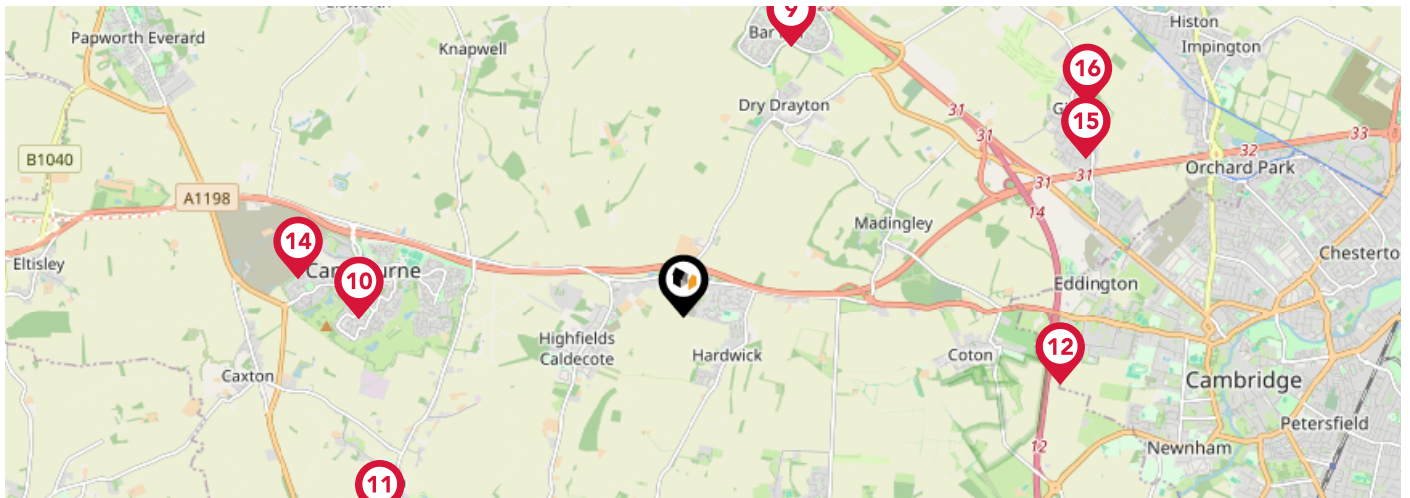 9
Papworth Everard
Knapwell
Histon
Impington
16
Dry Drayton
31
15
31
33
B1040
32
Orchard Park
31
31
A1198
14
Madingley
14
Eltisley
Chesterto
10
Eddington
Highfields
Caldecote
Hardwick
Coton
12
Caxton
Cambridge
Petersfield
12
Newnham
11